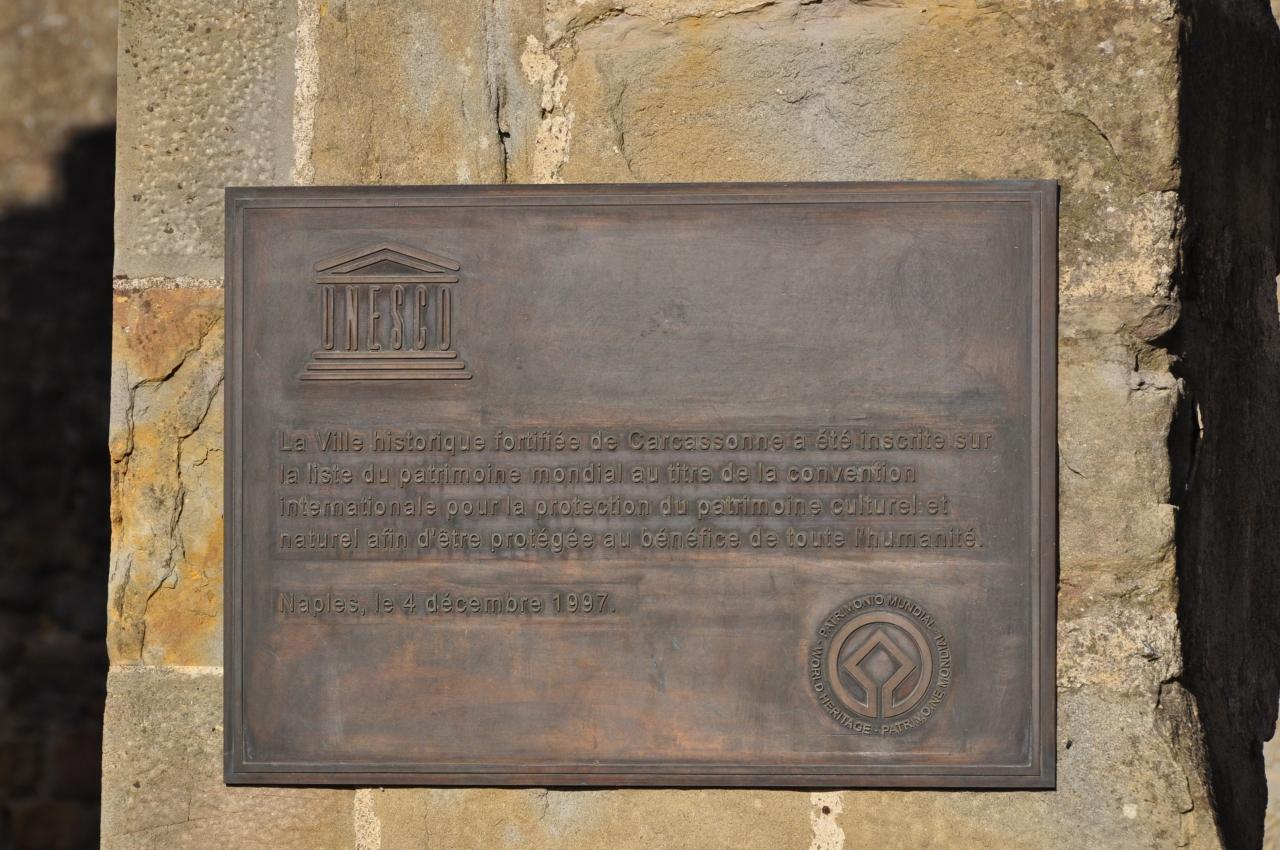 UNESCO
La Ville historique fortifiée de Carcassonne a été inscrite sur
la liste du patrimoine mondial au titre de la convention
internationale pour la protection du patrimoine culturel et
naturel afin d'être protégée au bénéfice de toute l'humanité.
Naples, le 4 décembre 1997.
WORLD HERITAGE - PATRIMONIO MUNDIAL - PATRIMOINE MONDIAL